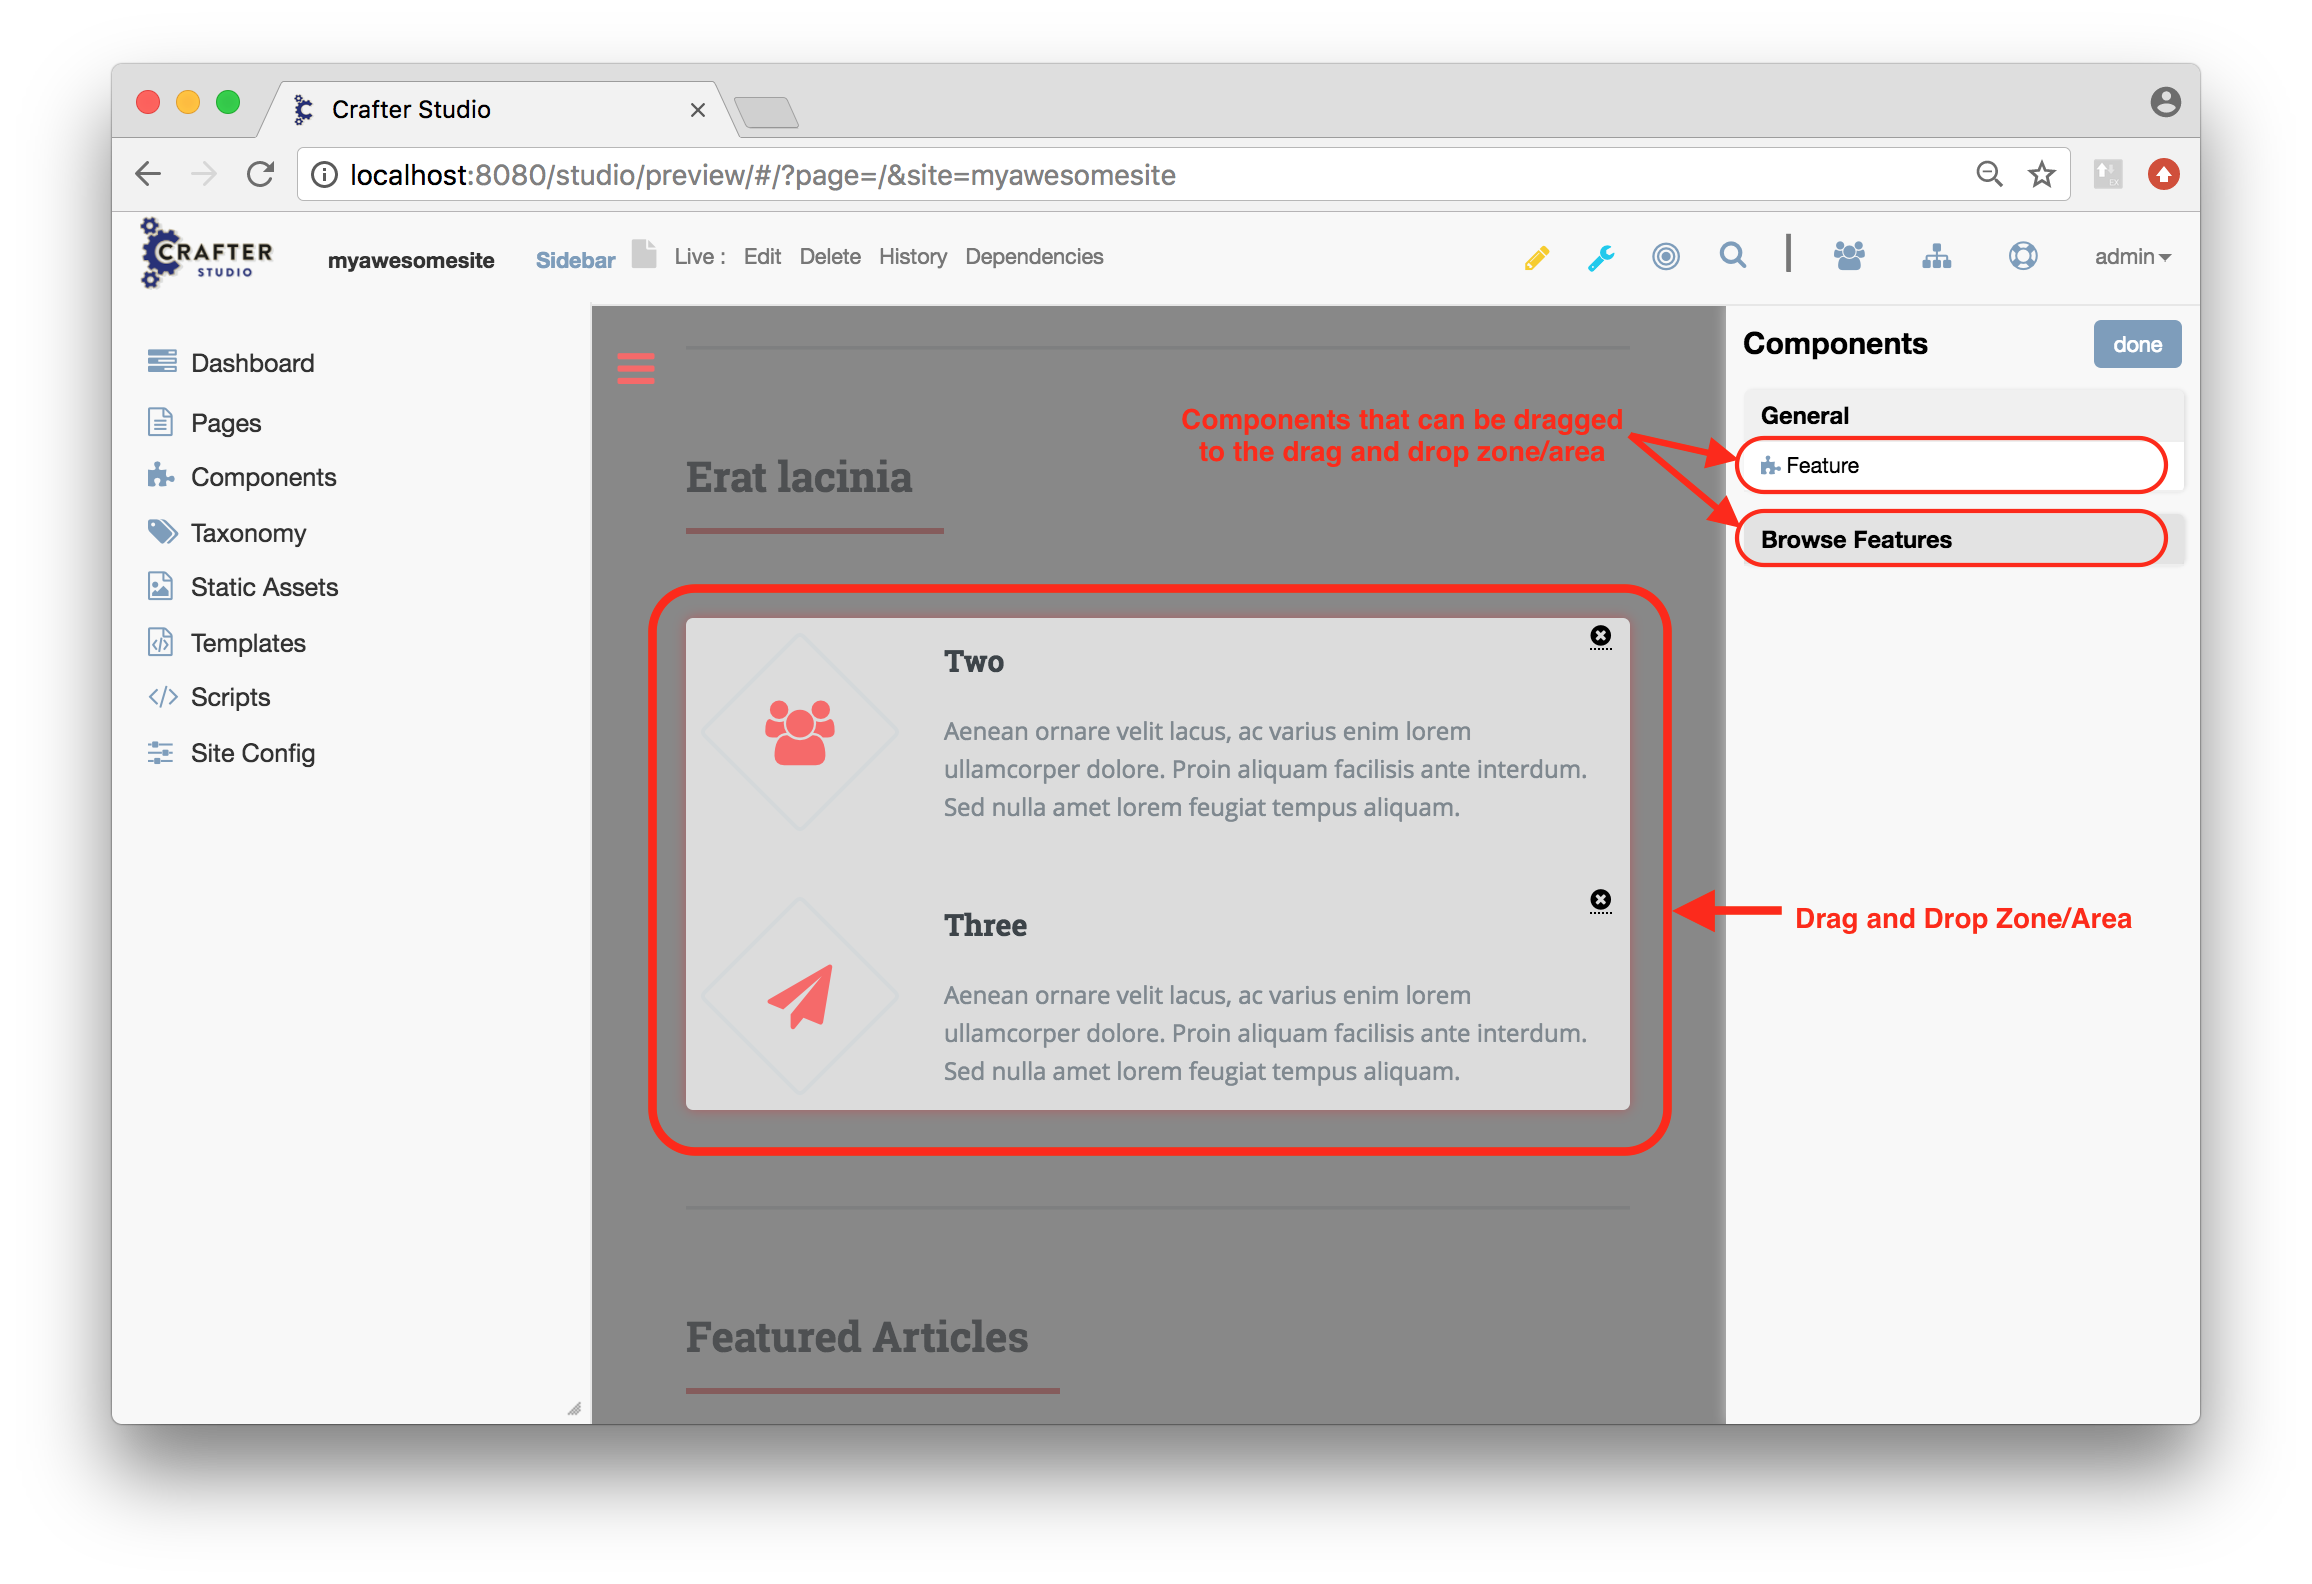 Crafter Studio
localhost:8080/studio/preview/#/?page=/&site=myawesomesite
CRAFTER
STUDIO
myawesomesite
Sidebar
Live :
Edit
Delete
History
Dependencies
admin
Dashboard
Pages
Components
Taxonomy
Static Assets
Templates
Scripts
Site Config
Erat lacinia
Components that can be dragged
to the drag and drop zone/area
Two
Aenean ornare velit lacus, ac varius enim lorem
ullamcorper dolore. Proin aliquam facilisis ante interdum.
Sed nulla amet lorem feugiat tempus aliquam.
Three
Aenean ornare velit lacus, ac varius enim lorem
ullamcorper dolore. Proin aliquam facilisis ante interdum.
Sed nulla amet lorem feugiat tempus aliquam.
Featured Articles
Components
done
General
Feature
Browse Features
Drag and Drop Zone/Area